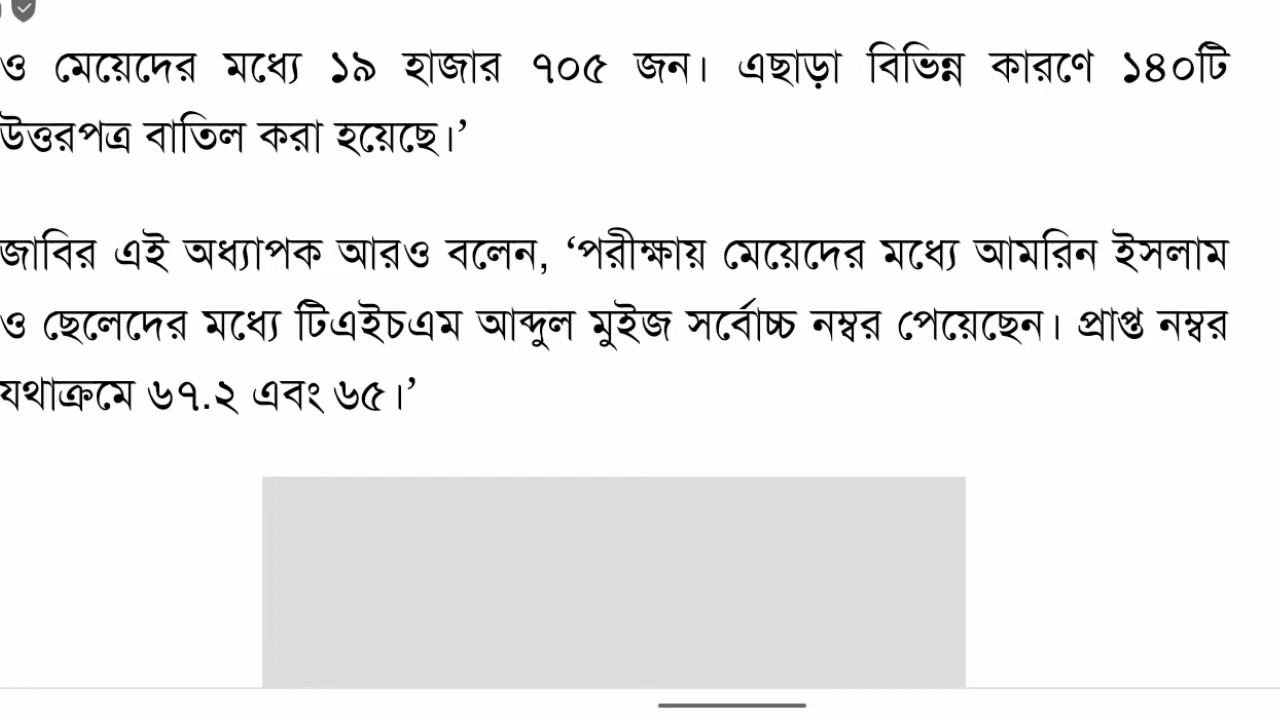 ও মেয়েদের মধ্যে ১৯ হাজার ৭০৫ জন। এছাড়া বিভিন্ন কারণে ১৪০টি
উত্তরপত্র বাতিল করা হয়েছে।’
জাবির এই অধ্যাপক আরও বলেন, ‘পরীক্ষায় মেয়েদের মধ্যে আমরিন ইসলাম
ও ছেলেদের মধ্যে টিএইচএম আব্দুল মুইজ সর্বোচ্চ নম্বর পেয়েছেন। প্রাপ্ত নম্বর
যথাক্রমে ৬৭.২ এবং ৬৫।’